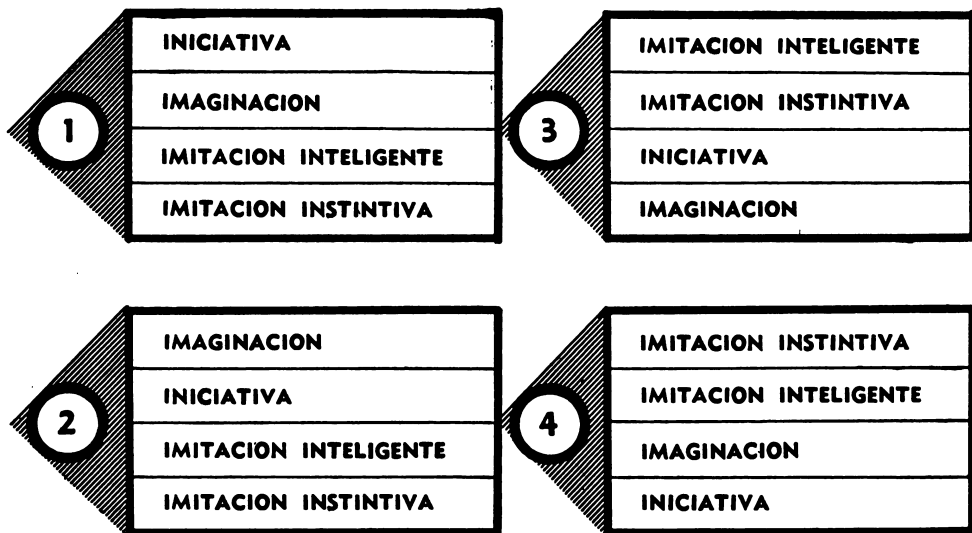 1
INICIATIVA
IMAGINACION
IMITACION INTELIGENTE
IMITACION INSTINTIVA
2
IMAGINACION
INICIATIVA
IMITACION INTELIGENTE
IMITACION INSTINTIVA
3
IMITACION INTELIGENTE
IMITACION INSTINTIVA
INICIATIVA
IMAGINACION
4
IMITACION INSTINTIVA
IMITACION INTELIGENTE
IMAGINACION
INICIATIVA